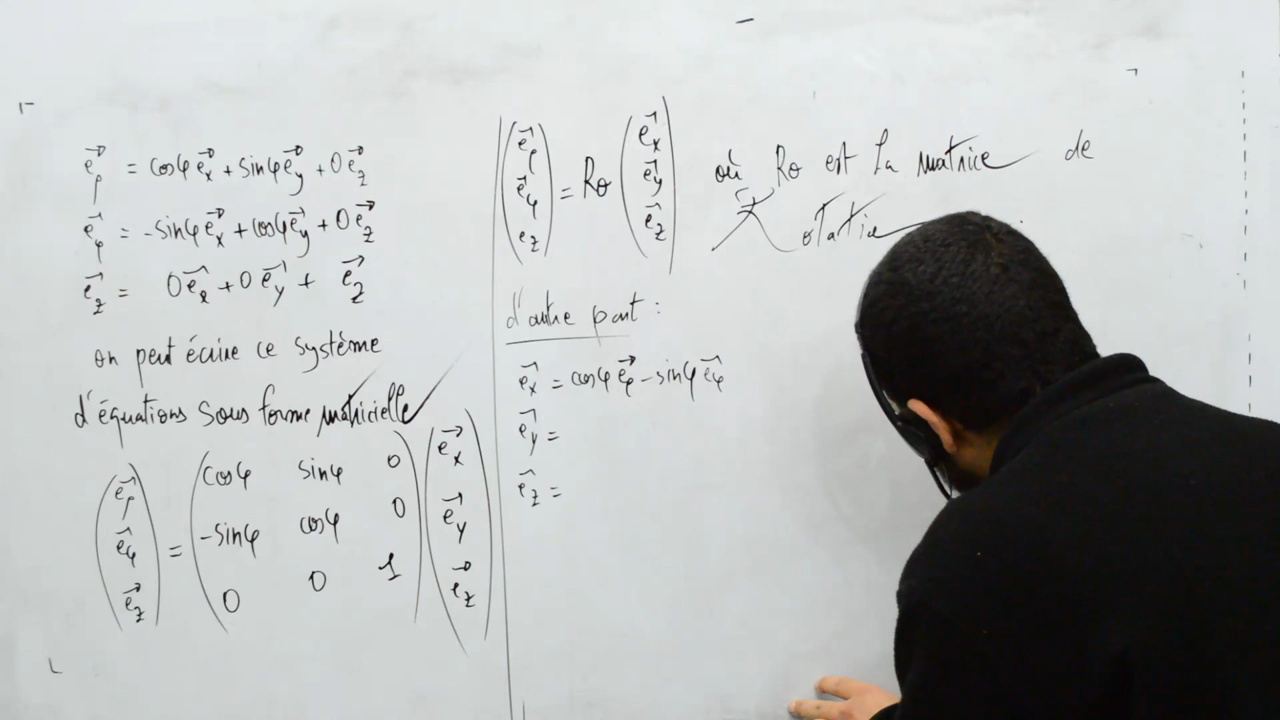 e⃗ρ = cosφ e⃗x + sinφ e⃗y + 0 e⃗z
e⃗φ = -sinφ e⃗x + cosφ e⃗y + 0 e⃗z
e⃗z = 0 e⃗x + 0 e⃗y + e⃗z
on peut écrire ce système
d'équations sous forme matricielle
(e⃗ρ e⃗φ e⃗z) = (cosφ sinφ 0
-sinφ cosφ 0
0 0 1) (e⃗x e⃗y e⃗z)
(e⃗ρ e⃗φ ez) = Ro (e⃗x e⃗y e⃗z) où Ro est la matrice de
d'autre part :
e⃗x = cosφ e⃗ρ - sinφ e⃗φ
e⃗y =
e⃗z =